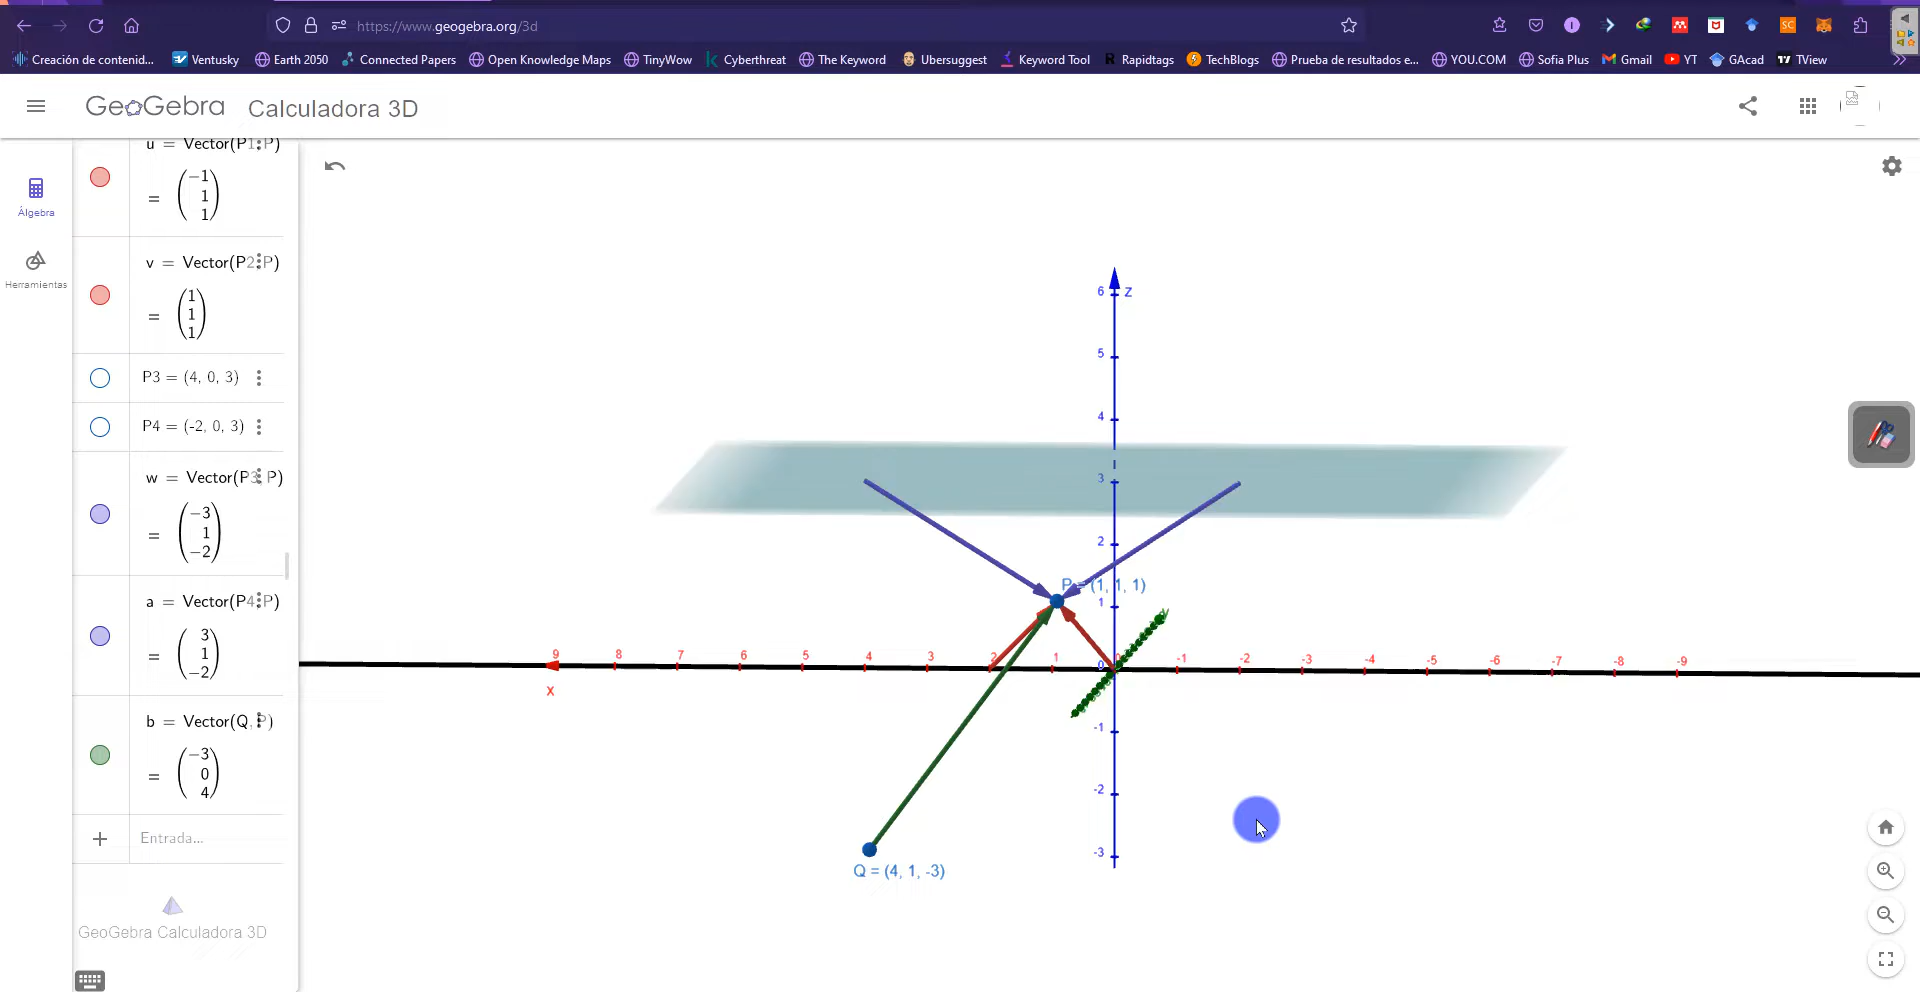 https://www.geogebra.org/3d
Creación de contenid...
Ventusky
Earth 2050
Connected Papers
Open Knowledge Maps
TinyWow
Cyberthreat
The Keyword
Ubersuggest
Keyword Tool
Rapidtags
TechBlogs
Prueba de resultados e...
YOU.COM
Sofia Plus
Gmail
YT
GAcad
TView
GeoGebra Calculadora 3D
Álgebra
Herramientas
u = Vector(P1, P)
= (−1 1 1)
v = Vector(P2, P)
= (1 1 1)
P3 = (4, 0, 3)
P4 = (-2, 0, 3)
w = Vector(P3, P)
= (−3 1 −2)
a = Vector(P4, P)
= (3 1 −2)
b = Vector(Q, P)
= (−3 0 4)
Entrada...
GeoGebra Calculadora 3D
6 z
5
4
3
2
P = (1, 1, 1)
1
y
9 8 7 6 5 4 3 2 1 0 0 -1 -2 -3 -4 -5 -6 -7 -8 -9
x
-1
-2
-3
Q = (4, 1, -3)